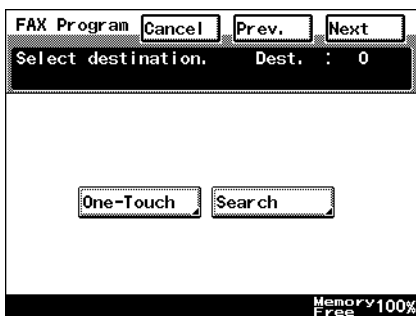 FAX Program Cancel Prev. Next
Select destination. Dest. : 0
One-Touch Search
Memory Free 100%